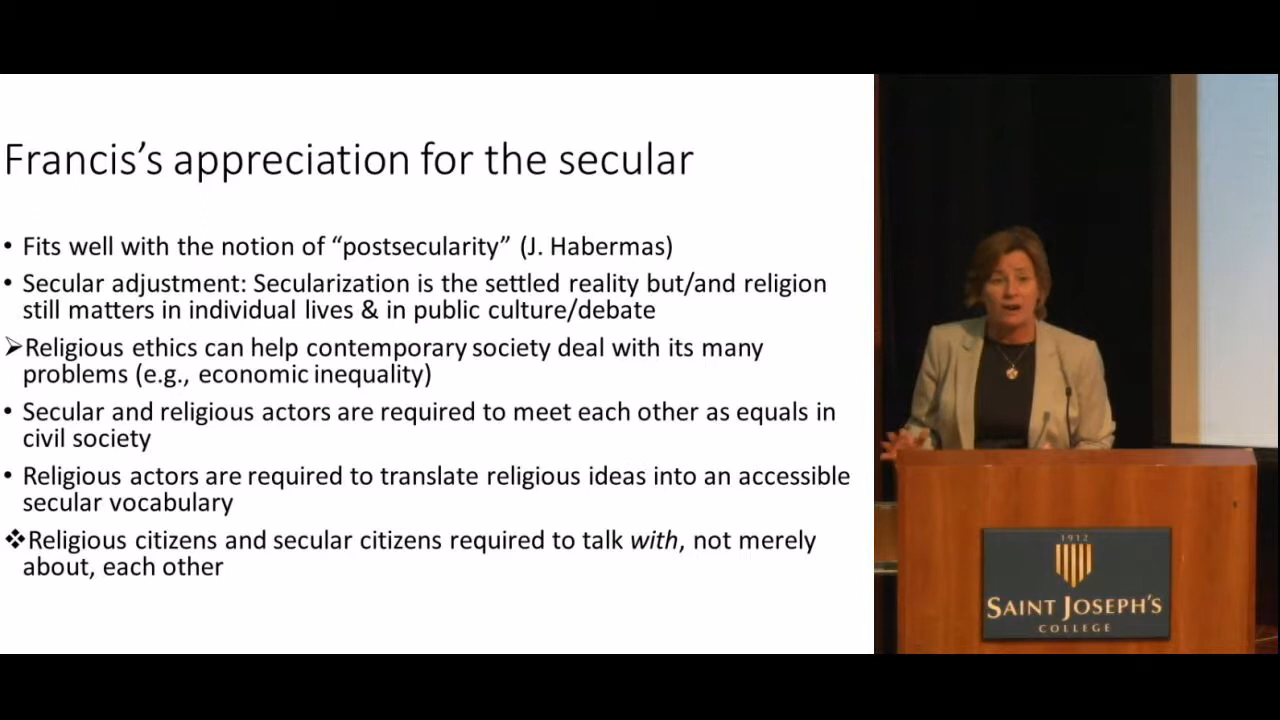 Francis’s appreciation for the secular
• Fits well with the notion of “postsecularity” (J. Habermas)
• Secular adjustment: Secularization is the settled reality but/and religion
still matters in individual lives & in public culture/debate
➢Religious ethics can help contemporary society deal with its many
problems (e.g., economic inequality)
• Secular and religious actors are required to meet each other as equals in
civil society
• Religious actors are required to translate religious ideas into an accessible
secular vocabulary
❖Religious citizens and secular citizens required to talk with, not merely
about, each other
1912
SAINT JOSEPH'S
COLLEGE